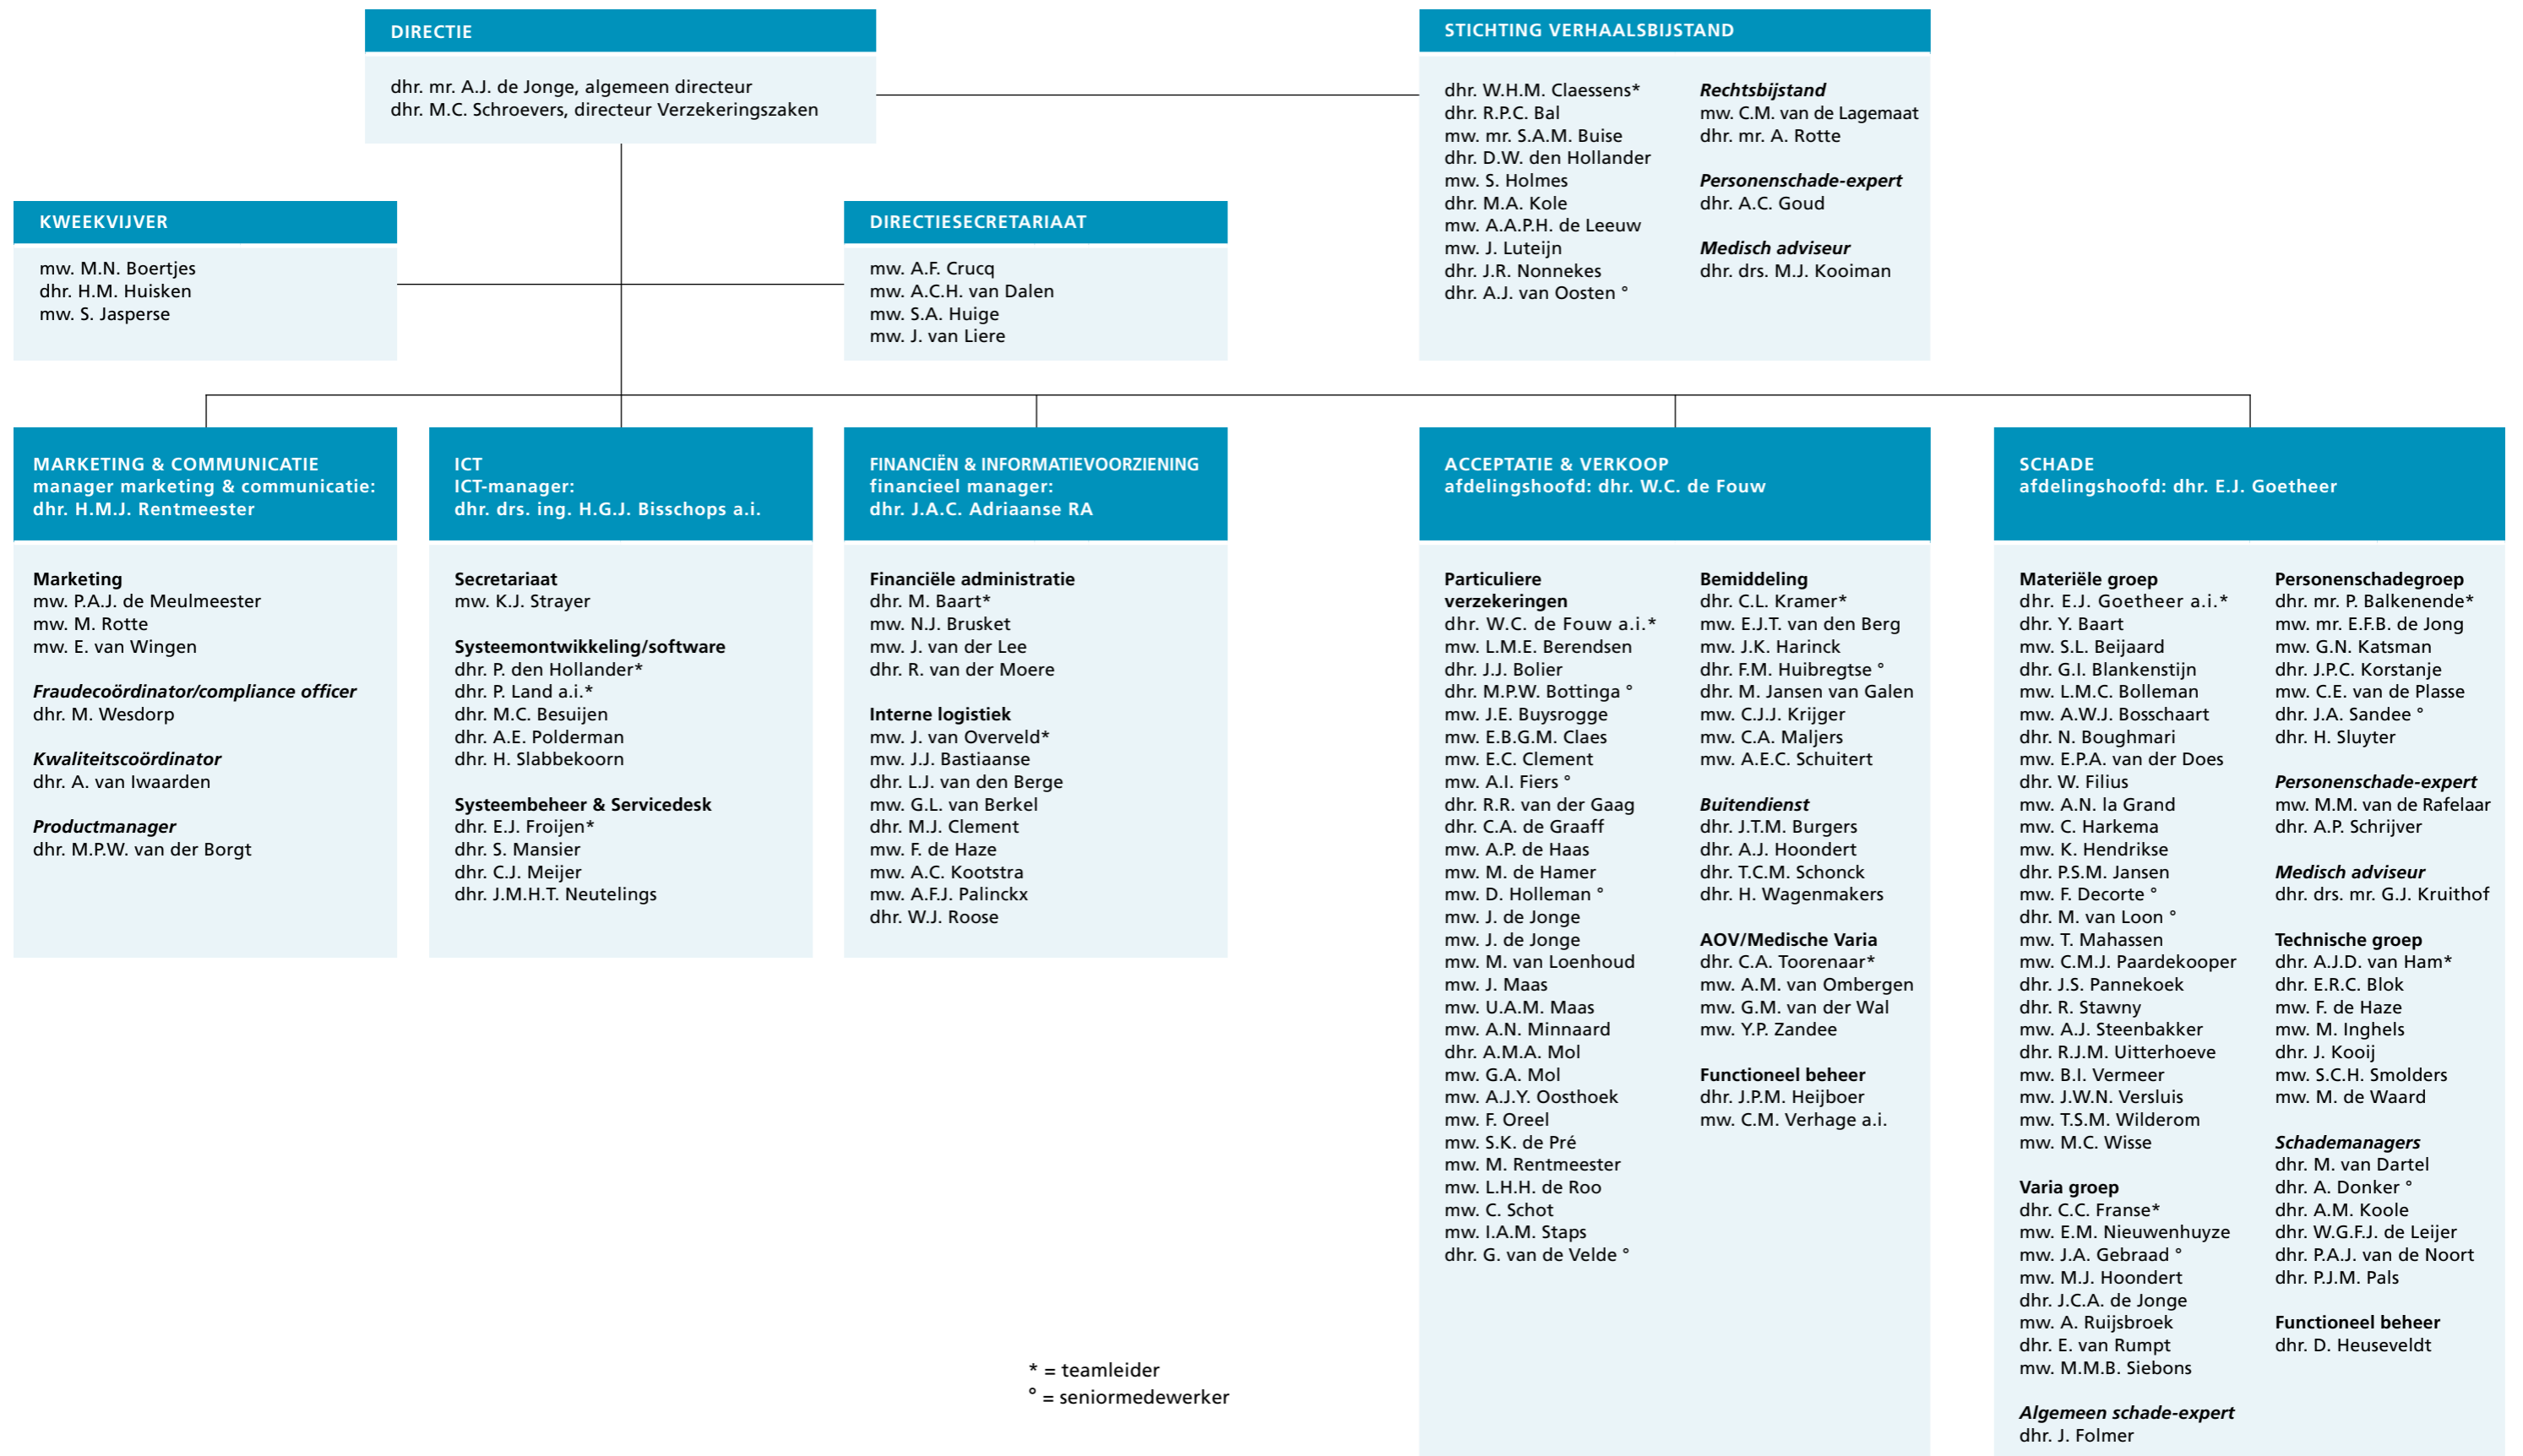 DIRECTIE
dhr. mr. A.J. de Jonge, algemeen directeur
dhr. M.C. Schroevers, directeur Verzekeringszaken
STICHTING VERHAALSBIJSTAND
dhr. W.H.M. Claessens*
dhr. R.P.C. Bal
mw. mr. S.A.M. Buise
dhr. D.W. den Hollander
mw. S. Holmes
dhr. M.A. Kole
mw. A.A.P.H. de Leeuw
mw. J. Luteijn
dhr. J.R. Nonnekes
dhr. A.J. van Oosten °
Rechtsbijstand
mw. C.M. van de Lagemaat
dhr. mr. A. Rotte
Personenschade-expert
dhr. A.C. Goud
Medisch adviseur
dhr. drs. M.J. Kooiman
KWEEKVIJVER
mw. M.N. Boertjes
dhr. H.M. Huisken
mw. S. Jasperse
DIRECTIESECRETARIAAT
mw. A.F. Crucq
mw. A.C.H. van Dalen
mw. S.A. Huige
mw. J. van Liere
MARKETING & COMMUNICATIE
manager marketing & communicatie:
dhr. H.M.J. Rentmeester
Marketing
mw. P.A.J. de Meulmeester
mw. M. Rotte
mw. E. van Wingen
Fraudecoördinator/compliance officer
dhr. M. Wesdorp
Kwaliteitscoördinator
dhr. A. van Iwaarden
Productmanager
dhr. M.P.W. van der Borgt
ICT
ICT-manager:
dhr. drs. ing. H.G.J. Bisschops a.i.
Secretariaat
mw. K.J. Strayer
Systeemontwikkeling/software
dhr. P. den Hollander*
dhr. P. Land a.i.*
dhr. M.C. Besuijen
dhr. A.E. Polderman
dhr. H. Slabbekoorn
Systeembeheer & Servicedesk
dhr. E.J. Froijen*
dhr. S. Mansier
dhr. C.J. Meijer
dhr. J.M.H.T. Neutelings
FINANCIËN & INFORMATIEVOORZIENING
financieel manager:
dhr. J.A.C. Adriaanse RA
Financiële administratie
dhr. M. Baart*
mw. N.J. Brusket
mw. J. van der Lee
dhr. R. van der Moere
Interne logistiek
mw. J. van Overveld*
mw. J.J. Bastiaanse
dhr. L.J. van den Berge
mw. G.L. van Berkel
dhr. M.J. Clement
mw. F. de Haze
mw. A.C. Kootstra
mw. A.F.J. Palinckx
dhr. W.J. Roose
ACCEPTATIE & VERKOOP
afdelingshoofd: dhr. W.C. de Fouw
Particuliere
verzekeringen
dhr. W.C. de Fouw a.i.*
mw. L.M.E. Berendsen
dhr. J.J. Bolier
dhr. M.P.W. Bottinga °
mw. J.E. Buysrogge
mw. E.B.G.M. Claes
mw. E.C. Clement
mw. A.I. Fiers °
dhr. R.R. van der Gaag
dhr. C.A. de Graaff
mw. A.P. de Haas
mw. M. de Hamer
mw. D. Holleman °
mw. J. de Jonge
mw. J. de Jonge
mw. M. van Loenhoud
mw. J. Maas
mw. U.A.M. Maas
mw. A.N. Minnaard
dhr. A.M.A. Mol
mw. G.A. Mol
mw. A.J.Y. Oosthoek
mw. F. Oreel
mw. S.K. de Pré
mw. M. Rentmeester
mw. L.H.H. de Roo
mw. C. Schot
mw. I.A.M. Staps
dhr. G. van de Velde °
Bemiddeling
dhr. C.L. Kramer*
mw. E.J.T. van den Berg
mw. J.K. Harinck
dhr. F.M. Huibregtse °
dhr. M. Jansen van Galen
mw. C.J.J. Krijger
mw. C.A. Maljers
mw. A.E.C. Schuitert
Buitendienst
dhr. J.T.M. Burgers
dhr. A.J. Hoondert
dhr. T.C.M. Schonck
dhr. H. Wagenmakers
AOV/Medische Varia
dhr. C.A. Toorenaar*
mw. A.M. van Ombergen
mw. G.M. van der Wal
mw. Y.P. Zandee
Functioneel beheer
dhr. J.P.M. Heijboer
mw. C.M. Verhage a.i.
SCHADE
afdelingshoofd: dhr. E.J. Goetheer
Materiële groep
dhr. E.J. Goetheer a.i.*
dhr. Y. Baart
mw. S.L. Beijaard
dhr. G.I. Blankenstijn
mw. L.M.C. Bolleman
mw. A.W.J. Bosschaart
dhr. N. Boughmari
mw. E.P.A. van der Does
dhr. W. Filius
mw. A.N. la Grand
mw. C. Harkema
mw. K. Hendrikse
dhr. P.S.M. Jansen
mw. F. Decorte °
dhr. M. van Loon °
mw. T. Mahassen
mw. C.M.J. Paardekooper
dhr. J.S. Pannekoek
dhr. R. Stawny
mw. A.J. Steenbakker
dhr. R.J.M. Uitterhoeve
mw. B.I. Vermeer
mw. J.W.N. Versluis
mw. T.S.M. Wilderom
mw. M.C. Wisse
Varia groep
dhr. C.C. Franse*
mw. E.M. Nieuwenhuyze
mw. J.A. Gebraad °
mw. M.J. Hoondert
dhr. J.C.A. de Jonge
mw. A. Ruijsbroek
dhr. E. van Rumpt
mw. M.M.B. Siebons
Algemeen schade-expert
dhr. J. Folmer
Personenschadegroep
dhr. mr. P. Balkenende*
mw. mr. E.F.B. de Jong
mw. G.N. Katsman
dhr. J.P.C. Korstanje
mw. C.E. van de Plasse
dhr. J.A. Sandee °
dhr. H. Sluyter
Personenschade-expert
mw. M.M. van de Rafelaar
dhr. A.P. Schrijver
Medisch adviseur
dhr. drs. mr. G.J. Kruithof
Technische groep
dhr. A.J.D. van Ham*
dhr. E.R.C. Blok
mw. F. de Haze
mw. M. Inghels
dhr. J. Kooij
mw. S.C.H. Smolders
mw. M. de Waard
Schademanagers
dhr. M. van Dartel
dhr. A. Donker °
dhr. A.M. Koole
dhr. W.G.F.J. de Leijer
dhr. P.A.J. van de Noort
dhr. P.J.M. Pals
Functioneel beheer
dhr. D. Heuseveldt
* = teamleider
° = seniormedewerker